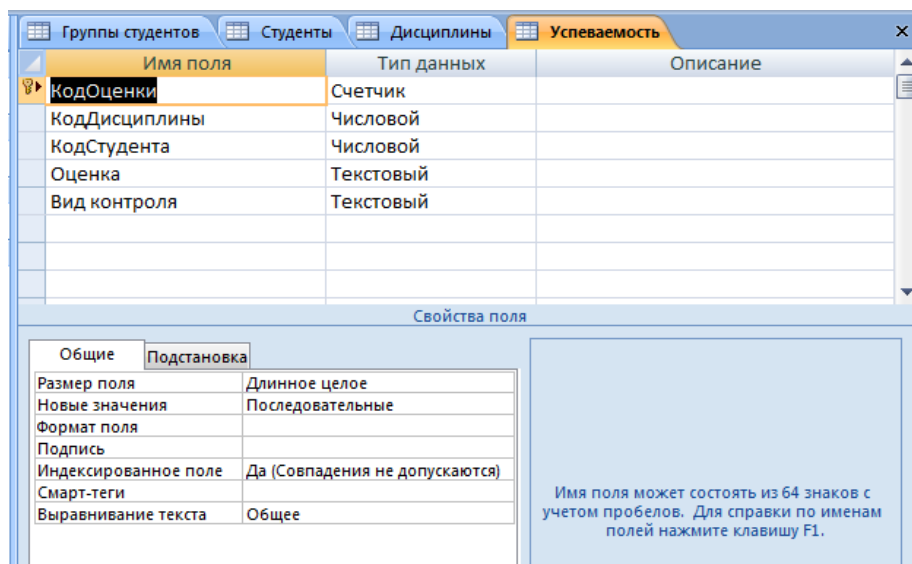 Группы студентов Студенты Дисциплины Успеваемость
Имя поля Тип данных Описание
КодОценки Счетчик
КодДисциплины Числовой
КодСтудента Числовой
Оценка Текстовый
Вид контроля Текстовый
Свойства поля
Общие Подстановка
Размер поля Длинное целое
Новые значения Последовательные
Формат поля
Подпись
Индексированное поле Да (Совпадения не допускаются)
Смарт-теги
Выравнивание текста Общее
Имя поля может состоять из 64 знаков с
учетом пробелов. Для справки по именам
полей нажмите клавишу F1.